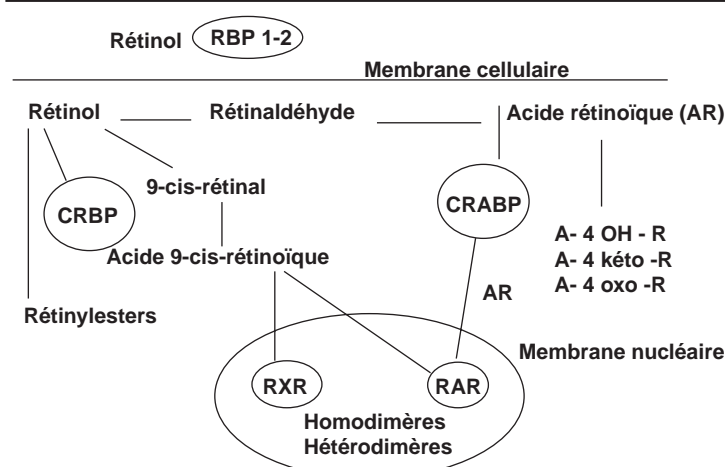 Rétinol RBP 1-2
Membrane cellulaire
Rétinol Rétinaldéhyde Acide rétinoïque (AR)
9-cis-rétinal
CRBP CRABP
A- 4 OH - R
Acide 9-cis-rétinoïque
A- 4 kéto -R
A- 4 oxo -R
AR
Rétinylesters
Membrane nucléaire
RXR RAR
Homodimères
Hétérodimères